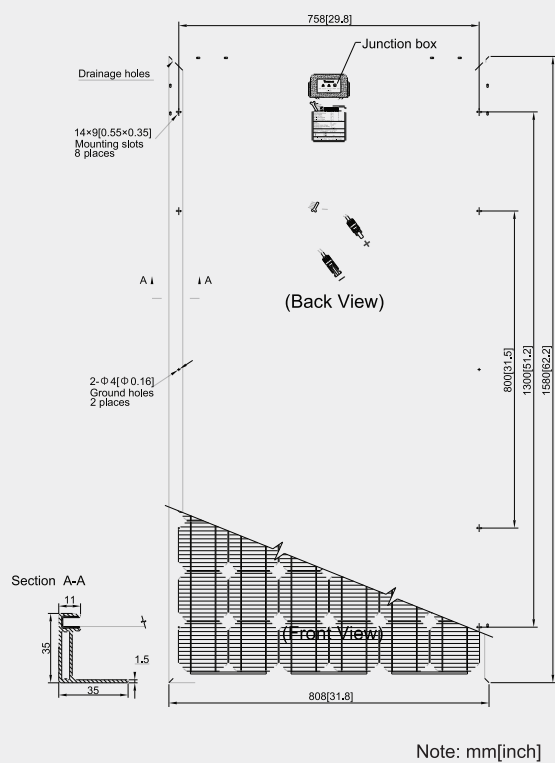 758[29.8]
Junction box
Drainage holes
14×9[0.55×0.35]
Mounting slots
8 places
A
A
(Back View)
+
2-Φ4[Φ0.16]
Ground holes
2 places
800[31.5]
1300[51.2]
1580[62.2]
Section A-A
11
35
1.5
35
(Front View)
808[31.8]
Note: mm[inch]